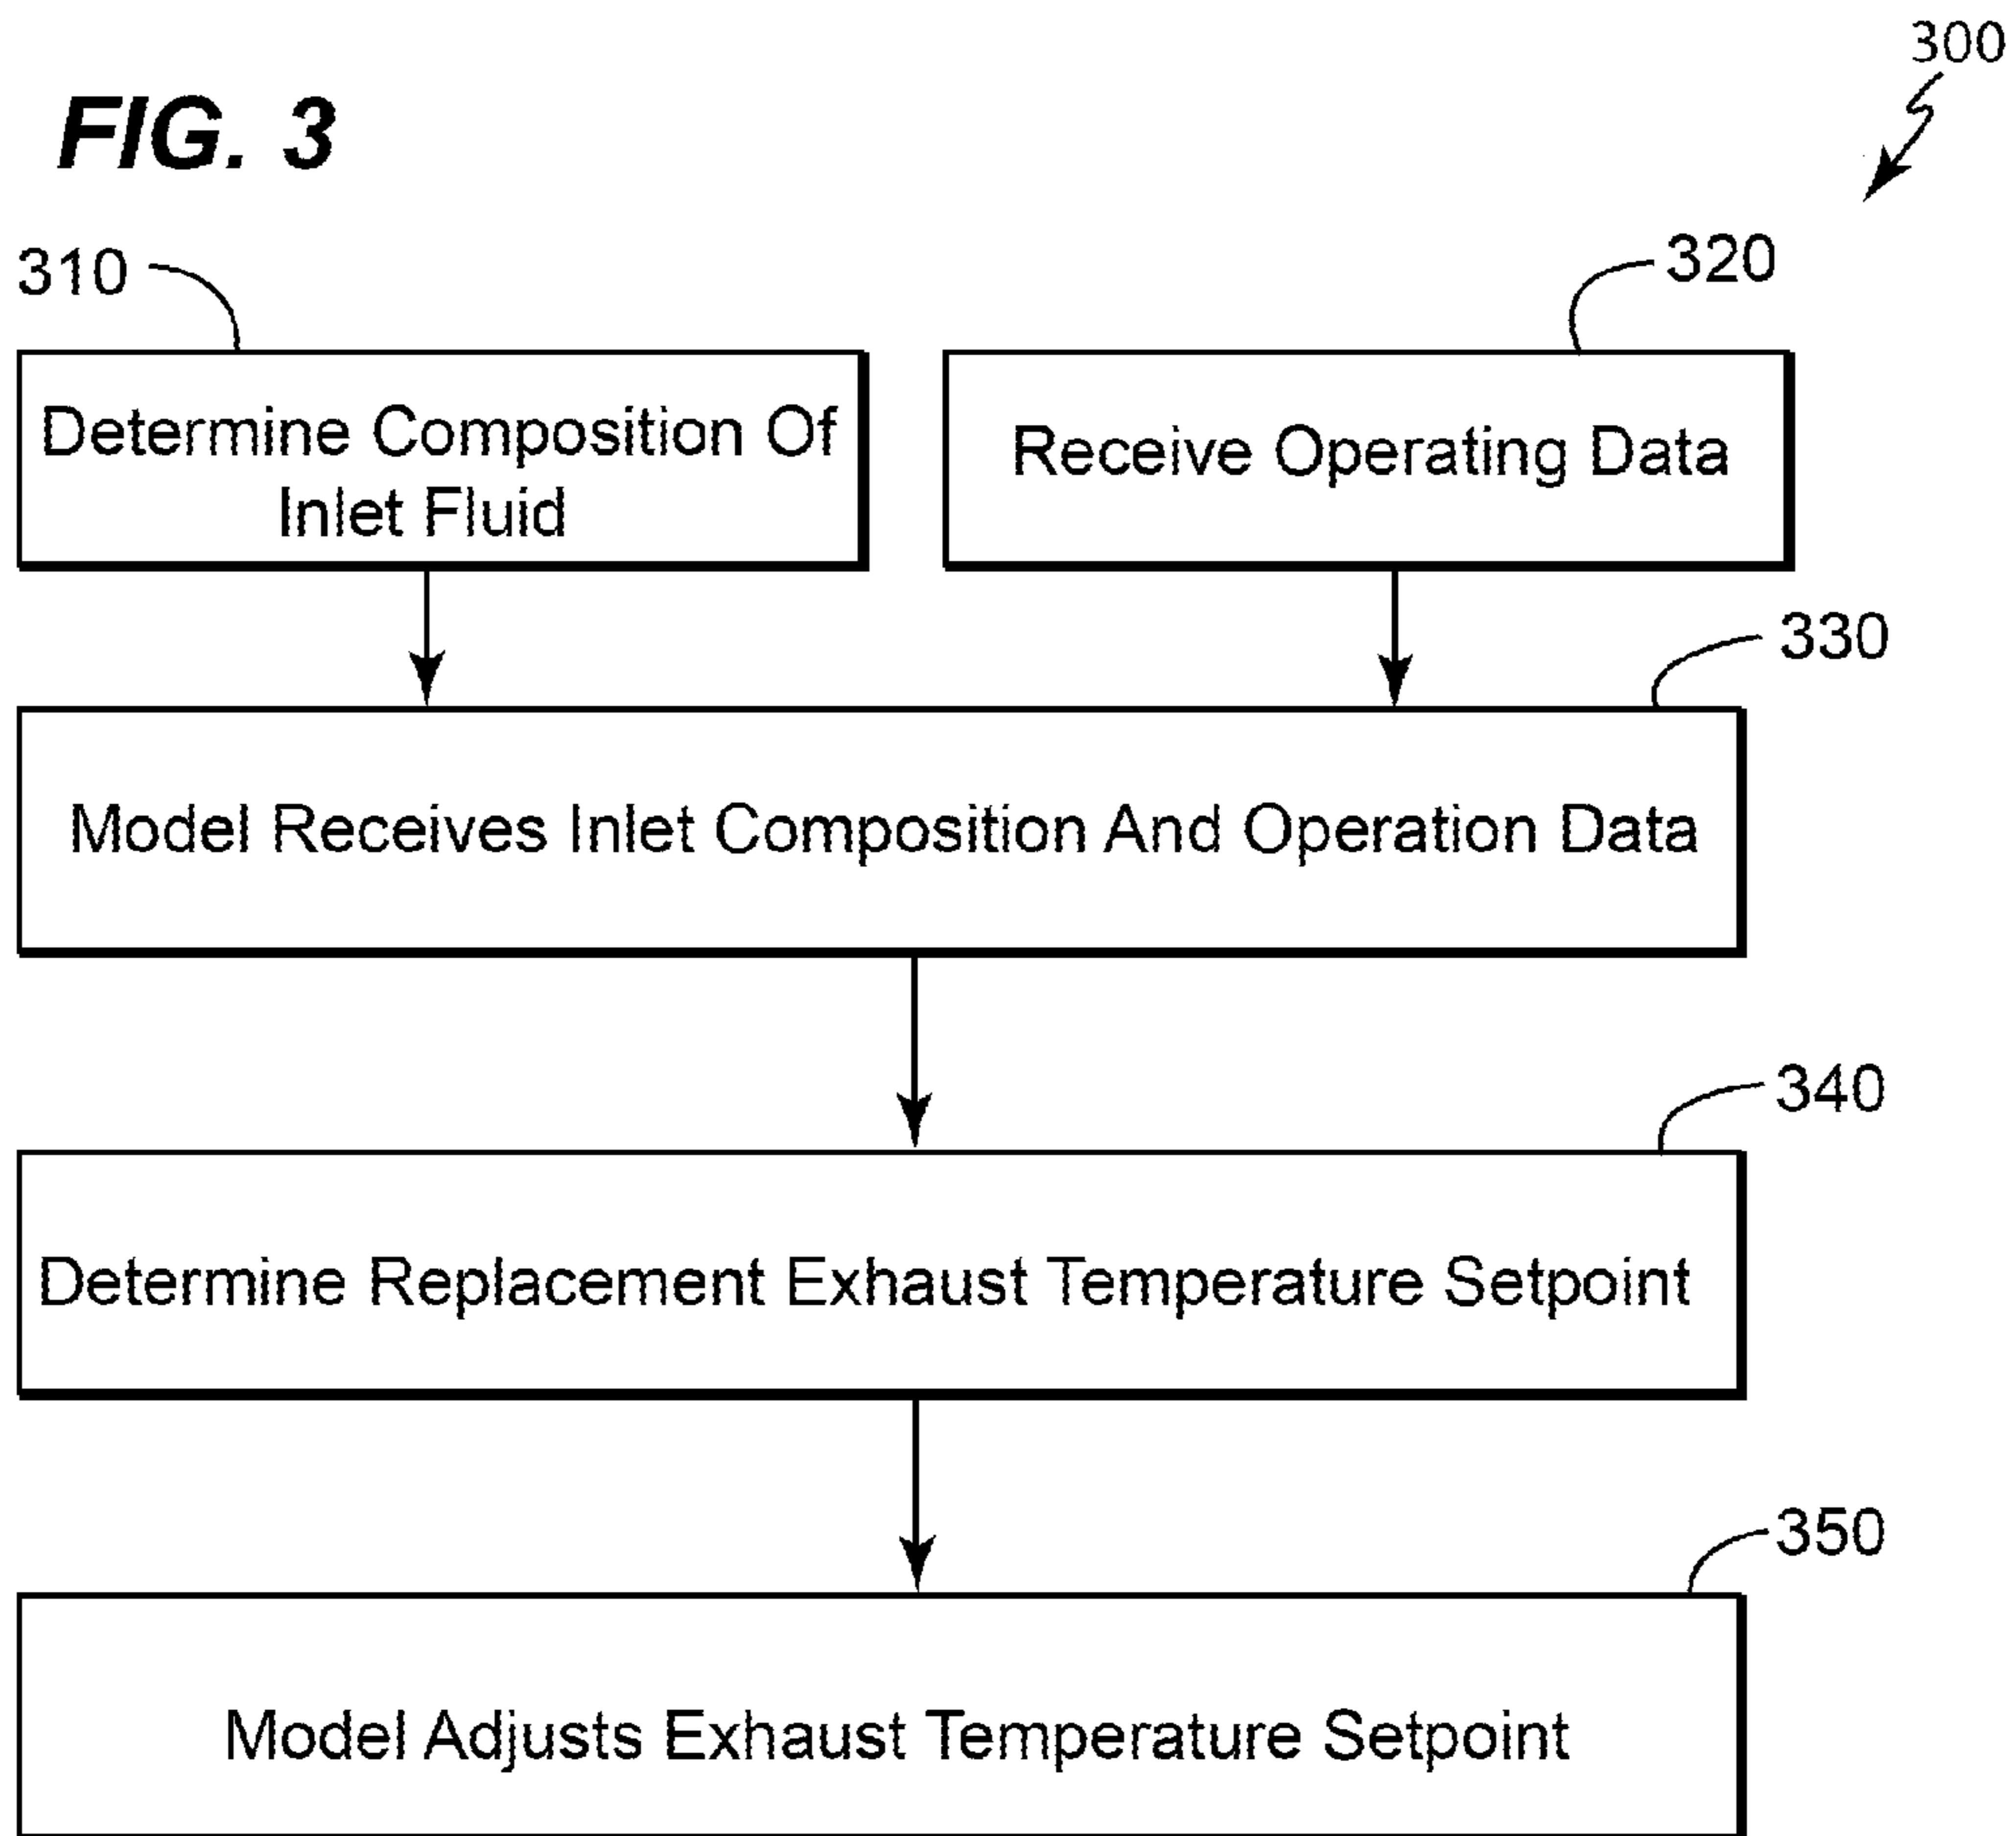 300
FIG. 3
310
320
Determine Composition Of
Inlet Fluid
Receive Operating Data
330
Model Receives Inlet Composition And Operation Data
340
Determine Replacement Exhaust Temperature Setpoint
350
Model Adjusts Exhaust Temperature Setpoint